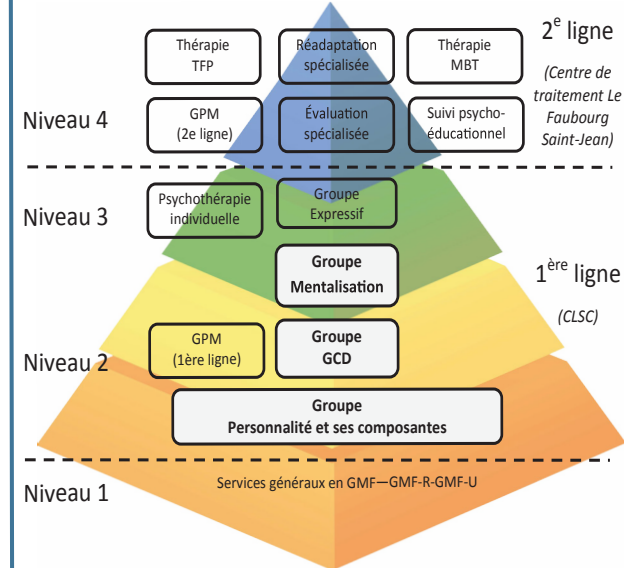 Thérapie
TFP
Réadaptation
spécialisée
Thérapie
MBT
2e ligne
(Centre de
traitement Le
Faubourg
Saint-Jean)
Niveau 4
GPM
(2e ligne)
Évaluation
spécialisée
Suivi psycho-
éducationnel
Niveau 3
Psychothérapie
individuelle
Groupe
Expressif
Groupe
Mentalisation
1ère ligne
(CLSC)
Niveau 2
GPM
(1ère ligne)
Groupe
GCD
Groupe
Personnalité et ses composantes
Niveau 1
Services généraux en GMF—GMF-R-GMF-U